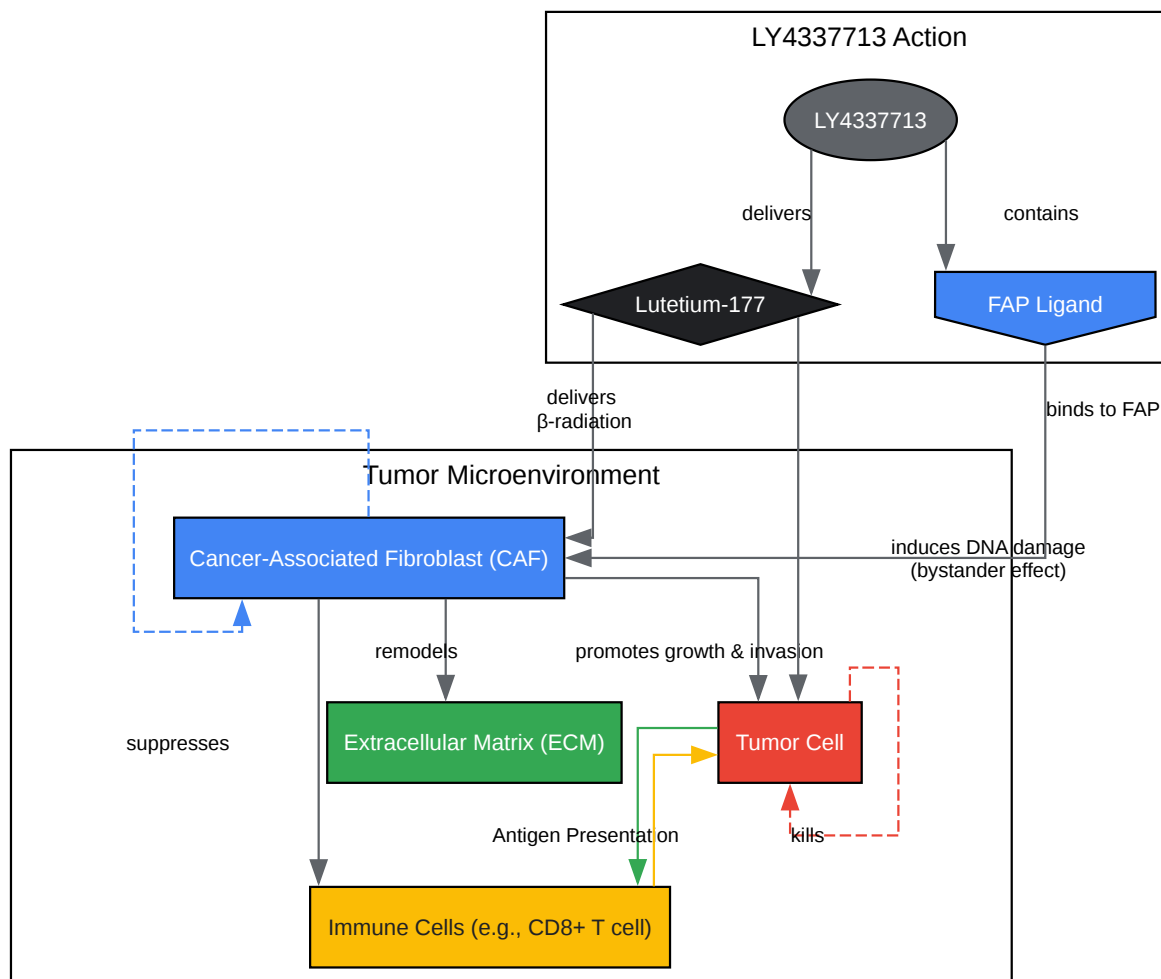 LY4337713 Action
LY4337713
delivers
contains
Lutetium-177
FAP Ligand
delivers
β-radiation
binds to FAP
Tumor Microenvironment
Cancer-Associated Fibroblast (CAF)
induces DNA damage
(bystander effect)
remodels
promotes growth & invasion
suppresses
Extracellular Matrix (ECM)
Tumor Cell
Antigen Presentation
kills
Immune Cells (e.g., CD8+ T cell)